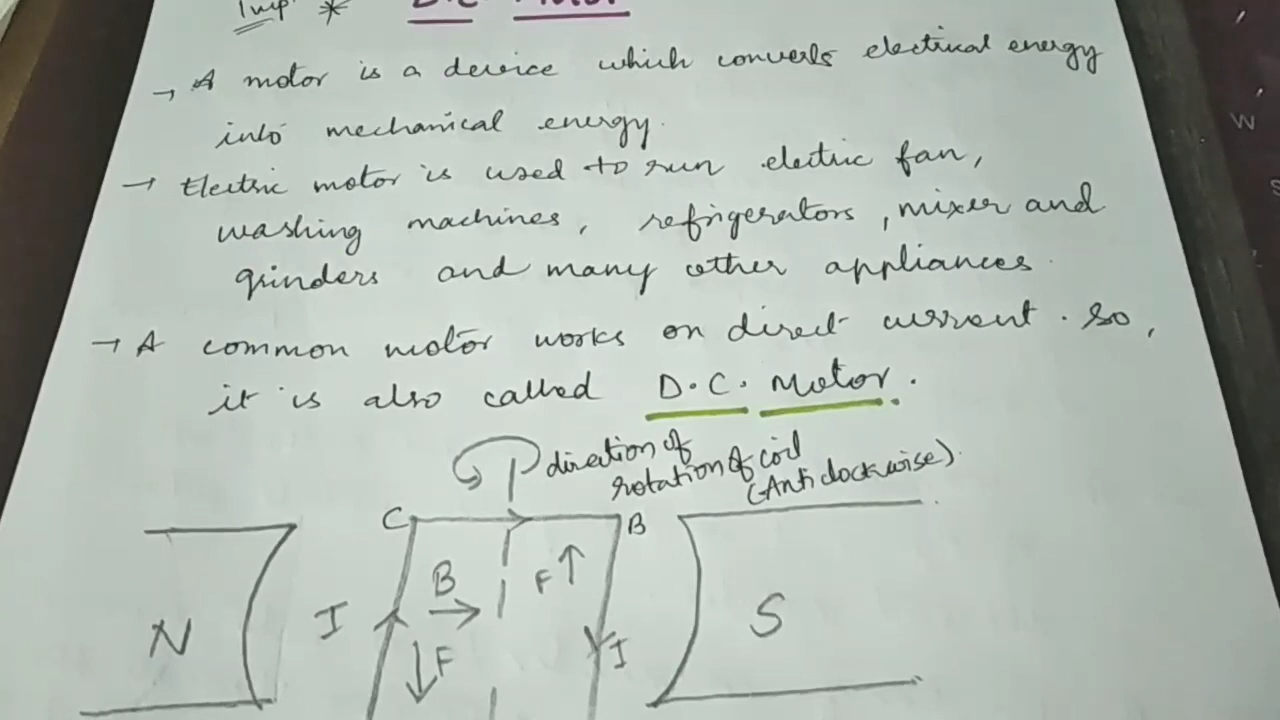 Imp * D.C Motor
→ A motor is a device which converts electrical energy
into mechanical energy.
→ Electric motor is used to run electric fan,
washing machines, refrigerators, mixer and
grinders and many other appliances.
→ A common motor works on direct current. so,
it is also called D.C. Motor.
direction of
rotation of coil
(Anticlockwise).
C B
B F
N I S
F I
W